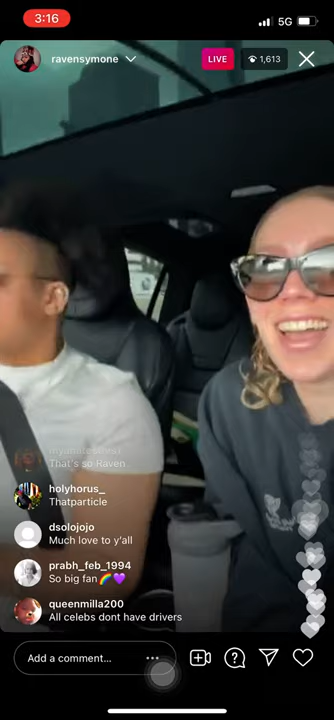 3:16
5G
ravensymone
LIVE
1,613
That's so Raven
holyhorus_
Thatparticle
dsolojojo
Much love to y'all
prabh_feb_1994
So big fan🌈💜
queenmilla200
All celebs dont have drivers
Add a comment...